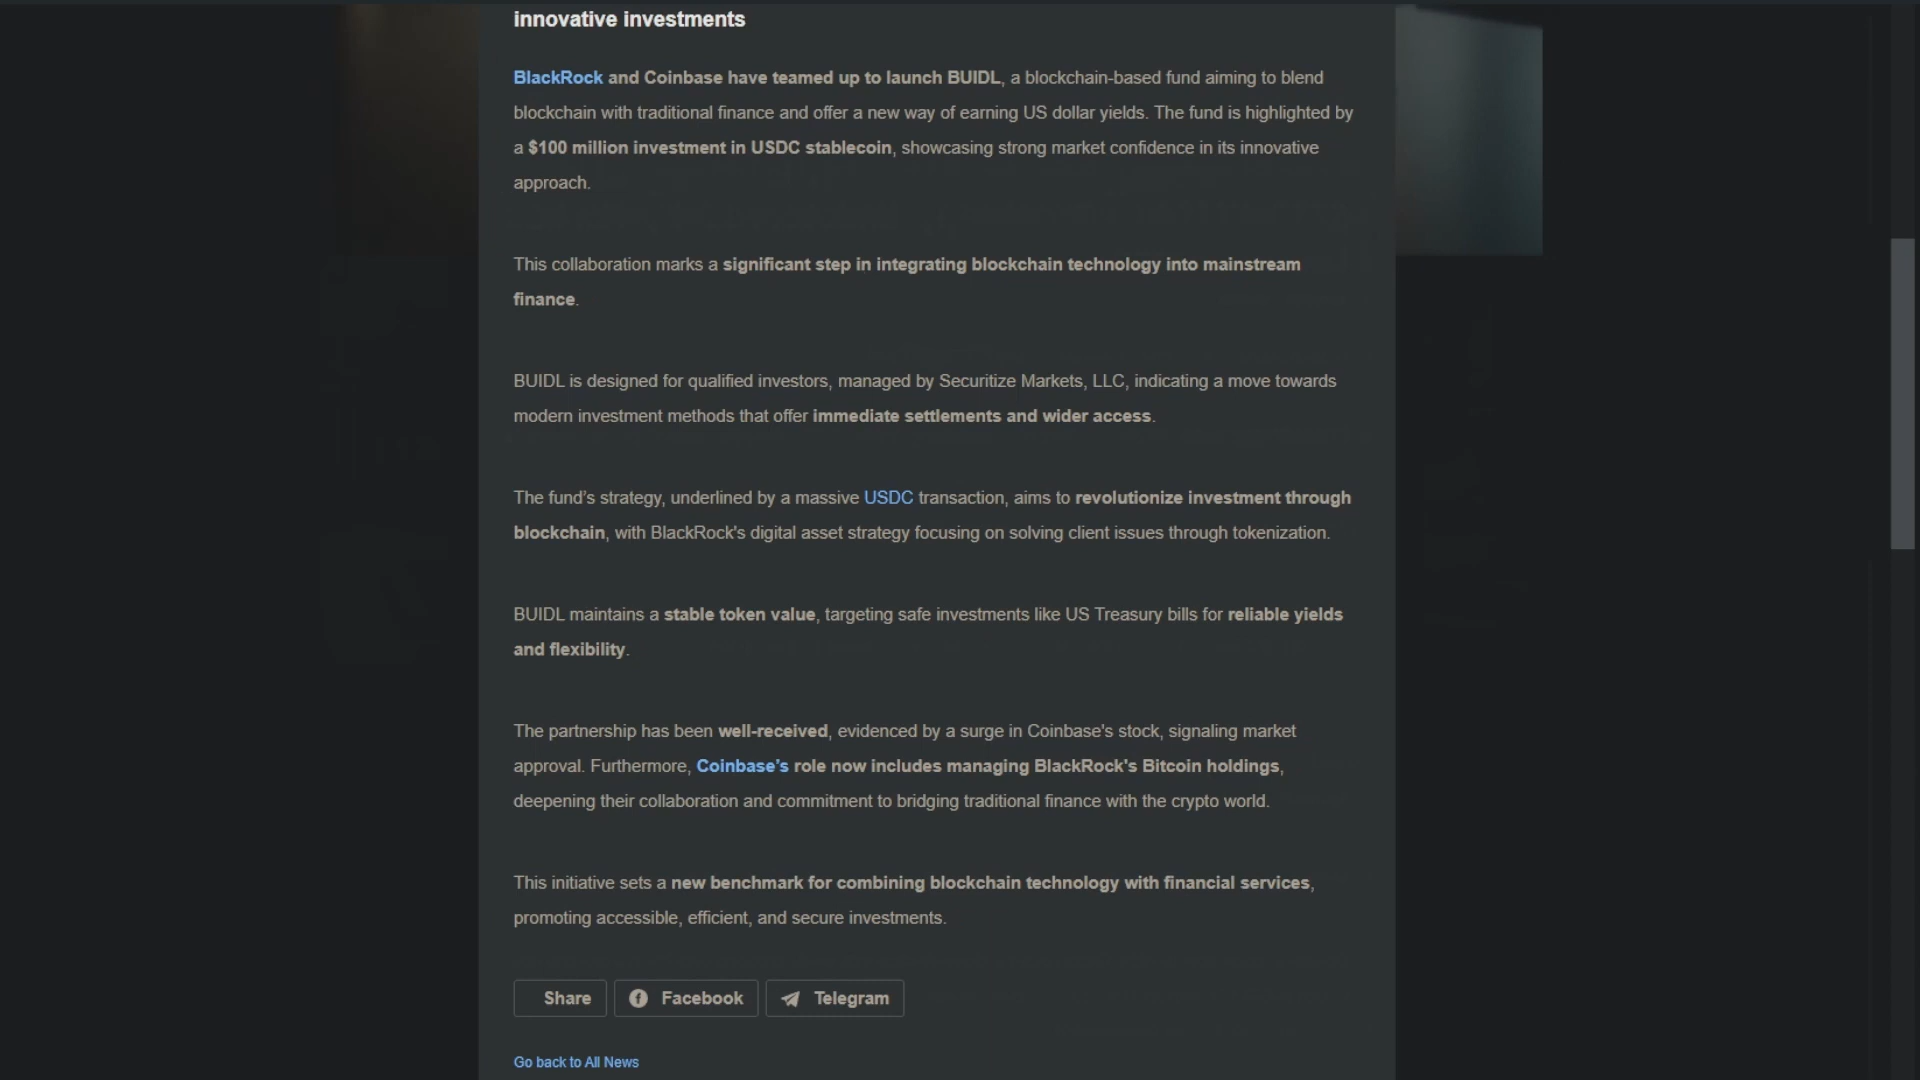 innovative investments
BlackRock and Coinbase have teamed up to launch BUIDL, a blockchain-based fund aiming to blend
blockchain with traditional finance and offer a new way of earning US dollar yields. The fund is highlighted by
a $100 million investment in USDC stablecoin, showcasing strong market confidence in its innovative
approach.
This collaboration marks a significant step in integrating blockchain technology into mainstream
finance.
BUIDL is designed for qualified investors, managed by Securitize Markets, LLC, indicating a move towards
modern investment methods that offer immediate settlements and wider access.
The fund’s strategy, underlined by a massive USDC transaction, aims to revolutionize investment through
blockchain, with BlackRock's digital asset strategy focusing on solving client issues through tokenization.
BUIDL maintains a stable token value, targeting safe investments like US Treasury bills for reliable yields
and flexibility.
The partnership has been well-received, evidenced by a surge in Coinbase's stock, signaling market
approval. Furthermore, Coinbase’s role now includes managing BlackRock's Bitcoin holdings,
deepening their collaboration and commitment to bridging traditional finance with the crypto world.
This initiative sets a new benchmark for combining blockchain technology with financial services,
promoting accessible, efficient, and secure investments.
Share Facebook Telegram
Go back to All News